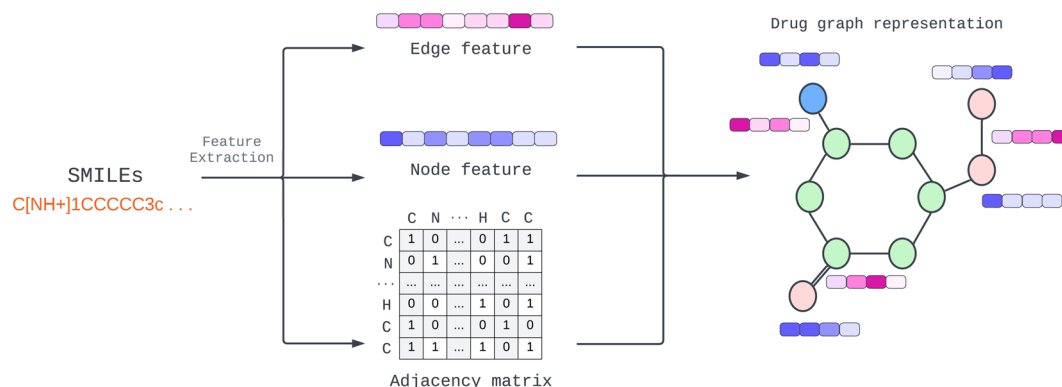 Drug graph representation
Edge feature
Feature
Extraction
SMILEs
C[NH+]1CCCCC3c . . .
Node feature
C N ... H C C
C 1 0 ... 0 1 1
N 0 1 ... 0 0 1
... ... ... ... ... ... ...
H 0 0 ... 1 0 1
C 1 0 ... 0 1 0
C 1 1 ... 1 0 1
Adjacency matrix